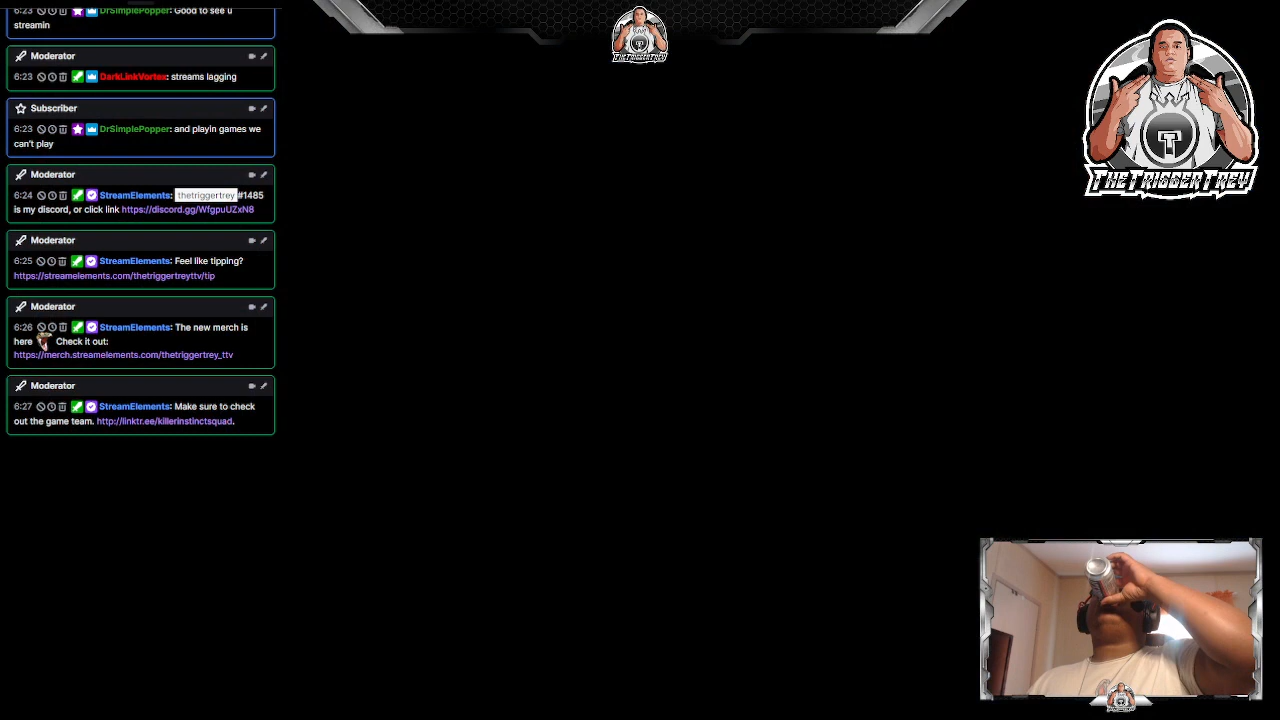 6:23 DrSimplePopper: Good to see u
streamin
Moderator
6:23 DarkLinkVortex: streams lagging
Subscriber
6:23 DrSimplePopper: and playin games we
can't play
Moderator
6:24 StreamElements: thetriggertrey #1485
is my discord, or click link https://discord.gg/WfgpuUZxN8
Moderator
6:25 StreamElements: Feel like tipping?
https://streamelements.com/thetriggertreyttv/tip
Moderator
6:26 StreamElements: The new merch is
here Check it out:
https://merch.streamelements.com/thetriggertrey_ttv
Moderator
6:27 StreamElements: Make sure to check
out the game team. http://linktr.ee/killerinstinctsquad.
THETRIGGERTREY
T
THETRIGGERTREY